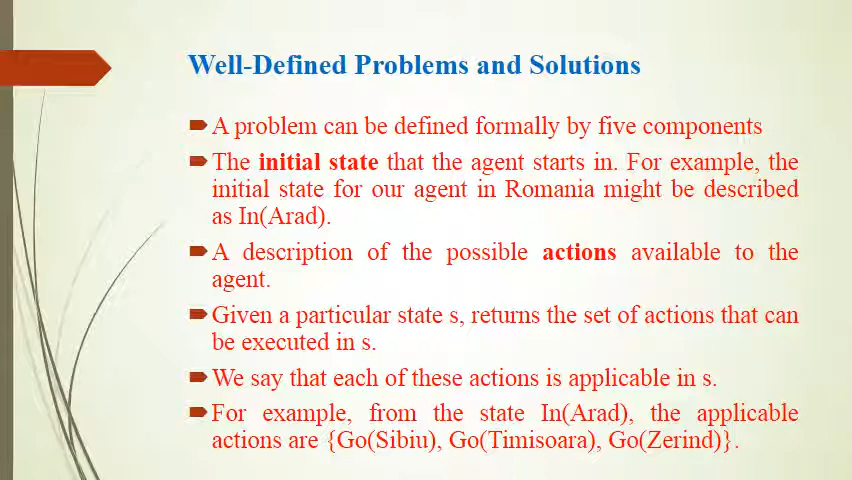 Well-Defined Problems and Solutions
A problem can be defined formally by five components
The initial state that the agent starts in. For example, the
initial state for our agent in Romania might be described
as In(Arad).
A description of the possible actions available to the
agent.
Given a particular state s, returns the set of actions that can
be executed in s.
We say that each of these actions is applicable in s.
For example, from the state In(Arad), the applicable
actions are {Go(Sibiu), Go(Timisoara), Go(Zerind)}.